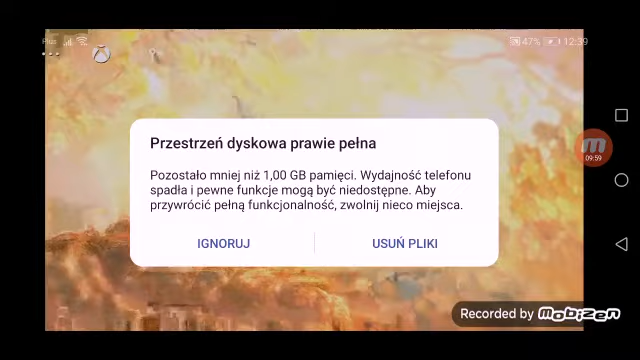 Plus 47% 12:39
Przestrzeń dyskowa prawie pełna
09:59
Pozostało mniej niż 1,00 GB pamięci. Wydajność telefonu
spadła i pewne funkcje mogą być niedostępne. Aby
przywrócić pełną funkcjonalność, zwolnij nieco miejsca.
IGNORUJ USUŃ PLIKI
Recorded by Mobizen